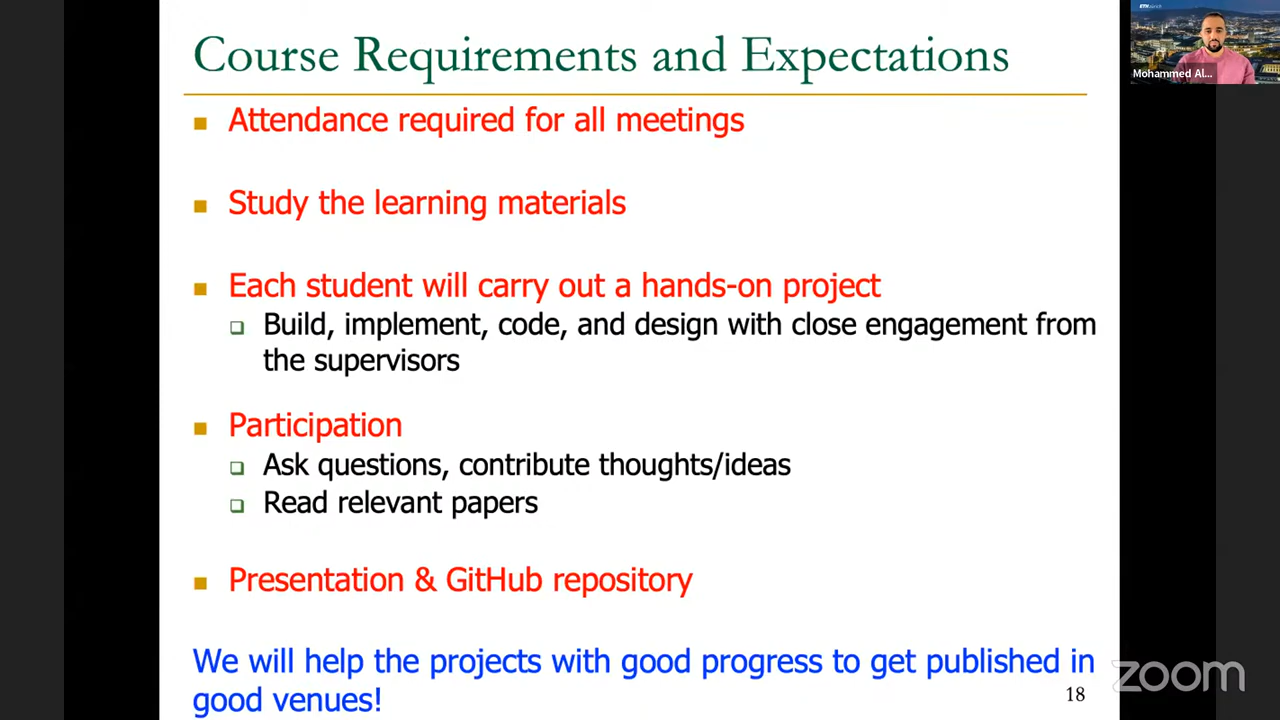 Course Requirements and Expectations
Attendance required for all meetings
Study the learning materials
Each student will carry out a hands-on project
Build, implement, code, and design with close engagement from
the supervisors
Participation
Ask questions, contribute thoughts/ideas
Read relevant papers
Presentation & GitHub repository
We will help the projects with good progress to get published in
good venues!
18
ETH zürich
Mohammed Al...
zoom